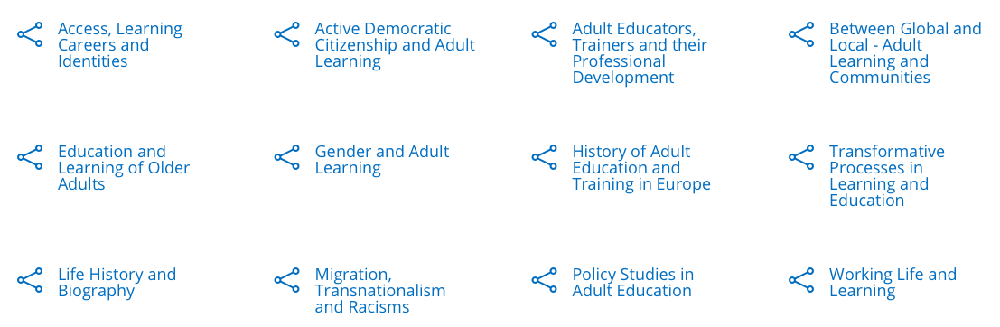 Access, Learning
Careers and
Identities
Active Democratic
Citizenship and Adult
Learning
Adult Educators,
Trainers and their
Professional
Development
Between Global and
Local - Adult
Learning and
Communities
Education and
Learning of Older
Adults
Gender and Adult
Learning
History of Adult
Education and
Training in Europe
Transformative
Processes in
Learning and
Education
Life History and
Biography
Migration,
Transnationalism
and Racisms
Policy Studies in
Adult Education
Working Life and
Learning